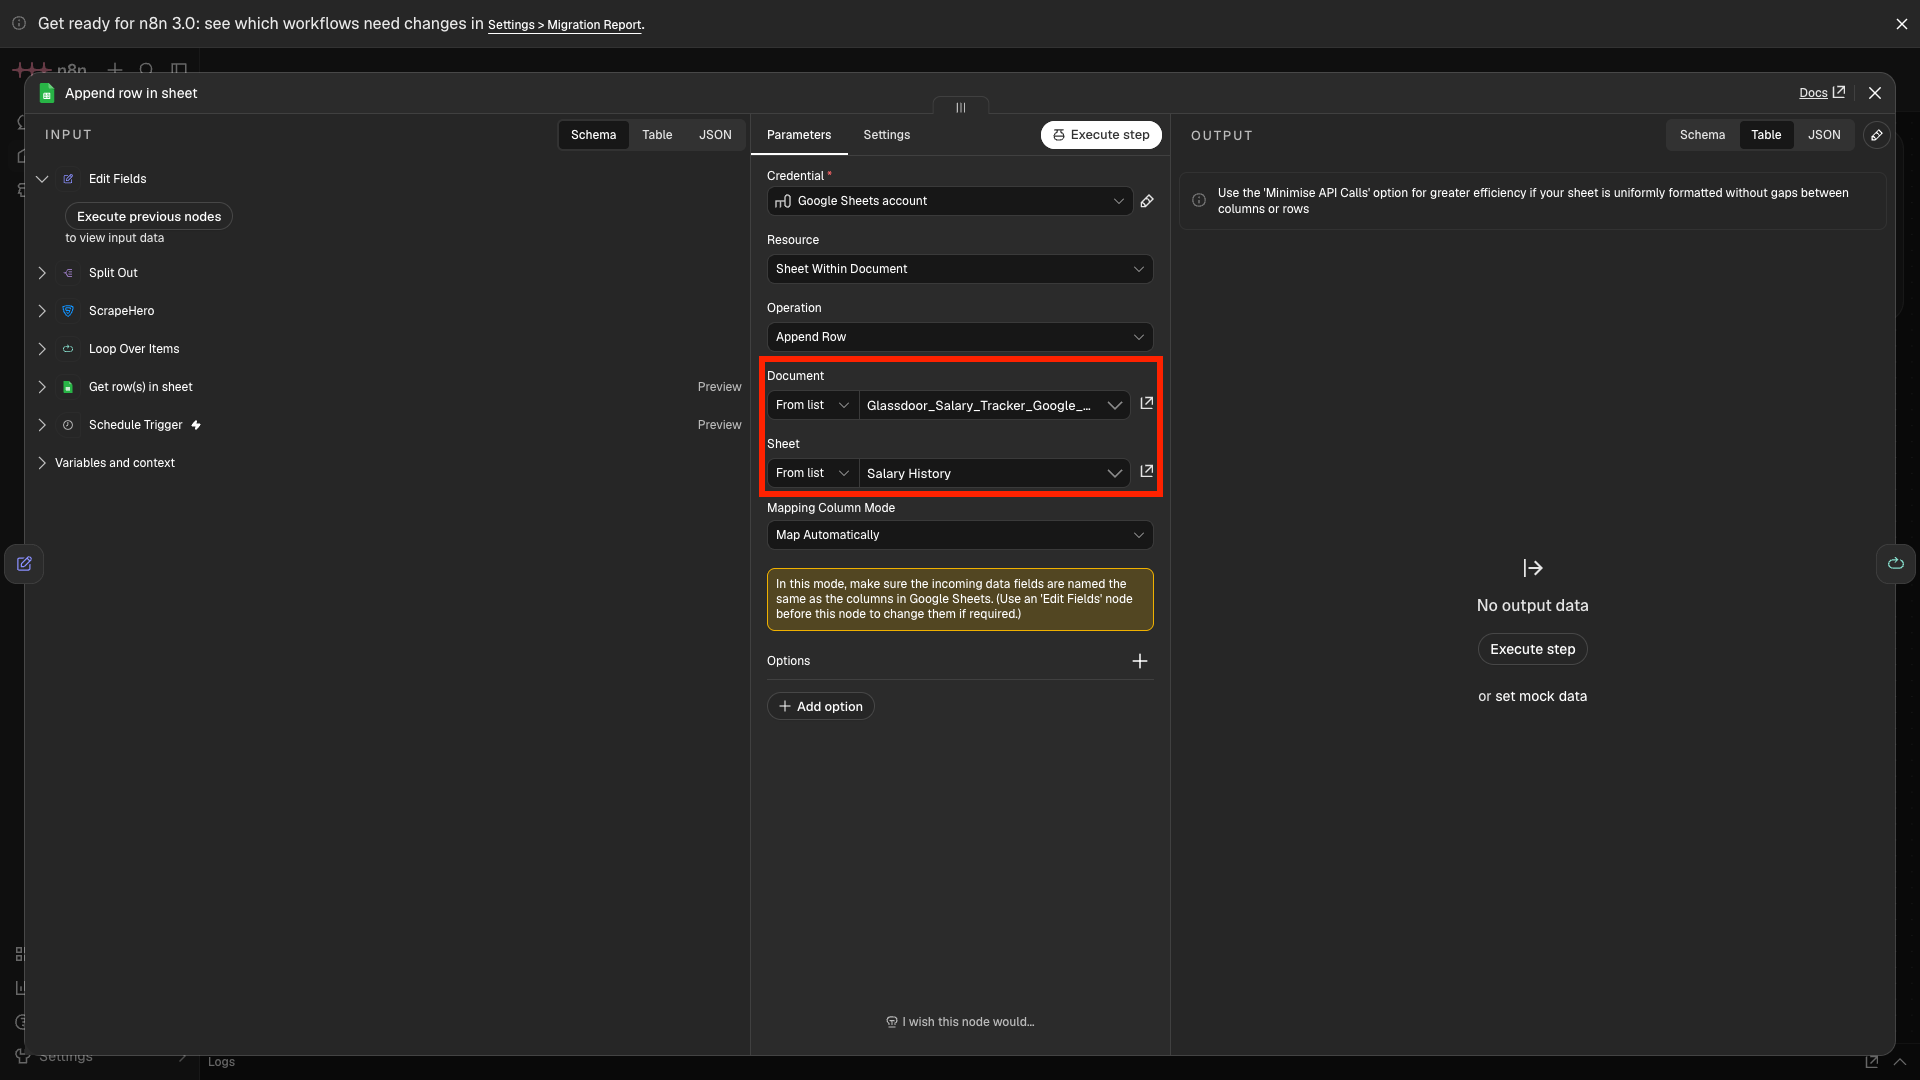 Get ready for n8n 3.0: see which workflows need changes in Settings > Migration Report.
n8n
Append row in sheet
Docs
INPUT
Schema
Table
JSON
Edit Fields
Execute previous nodes
to view input data
Split Out
ScrapeHero
Loop Over Items
Get row(s) in sheet
Preview
Schedule Trigger
Preview
Variables and context
Parameters
Settings
Execute step
Credential *
Google Sheets account
Resource
Sheet Within Document
Operation
Append Row
Document
From list
Glassdoor_Salary_Tracker_Google_...
Sheet
From list
Salary History
Mapping Column Mode
Map Automatically
In this mode, make sure the incoming data fields are named the
same as the columns in Google Sheets. (Use an 'Edit Fields' node
before this node to change them if required.)
Options
Add option
I wish this node would...
OUTPUT
Schema
Table
JSON
Use the 'Minimise API Calls' option for greater efficiency if your sheet is uniformly formatted without gaps between
columns or rows
No output data
Execute step
or set mock data
Settings
Logs